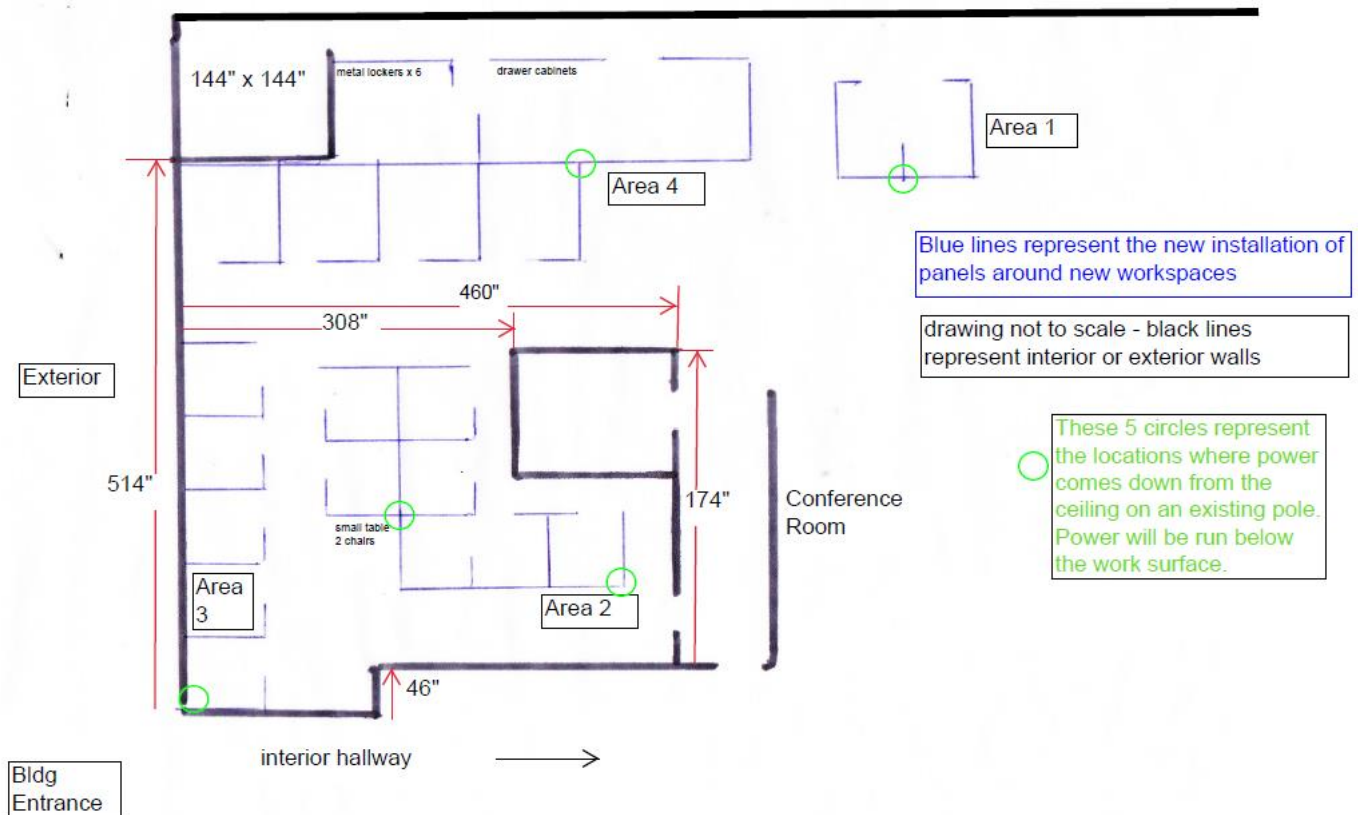 144" x 144"
metal lockers x 6
drawer cabinets
Area 1
Area 4
Blue lines represent the new installation of
panels around new workspaces
460"
308"
drawing not to scale - black lines
represent interior or exterior walls
Exterior
These 5 circles represent
the locations where power
comes down from the
ceiling on an existing pole.
Power will be run below
the work surface.
514"
174"
Conference
Room
small table
2 chairs
Area
3
Area 2
46"
interior hallway
Bldg
Entrance